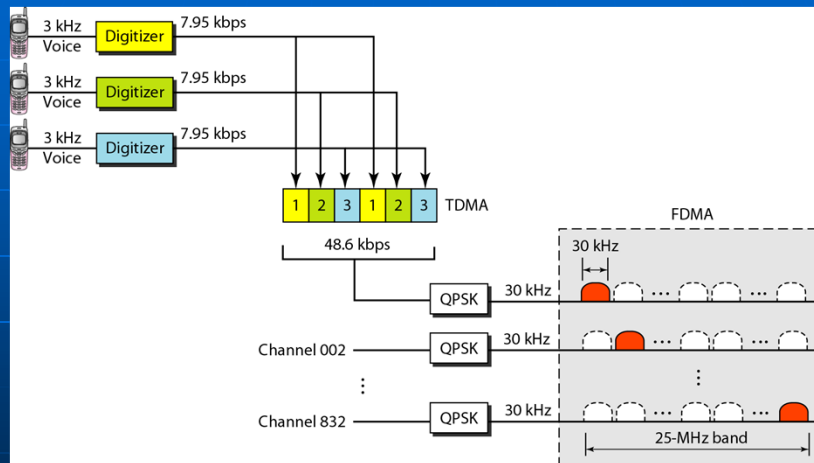 3 kHz
Voice
Digitizer
7.95 kbps
3 kHz
Voice
Digitizer
7.95 kbps
3 kHz
Voice
Digitizer
7.95 kbps
1 2 3 1 2 3 TDMA
48.6 kbps
FDMA
30 kHz
QPSK 30 kHz ... ...
Channel 002 QPSK 30 kHz ... ...
Channel 832 QPSK 30 kHz ... ...
25-MHz band